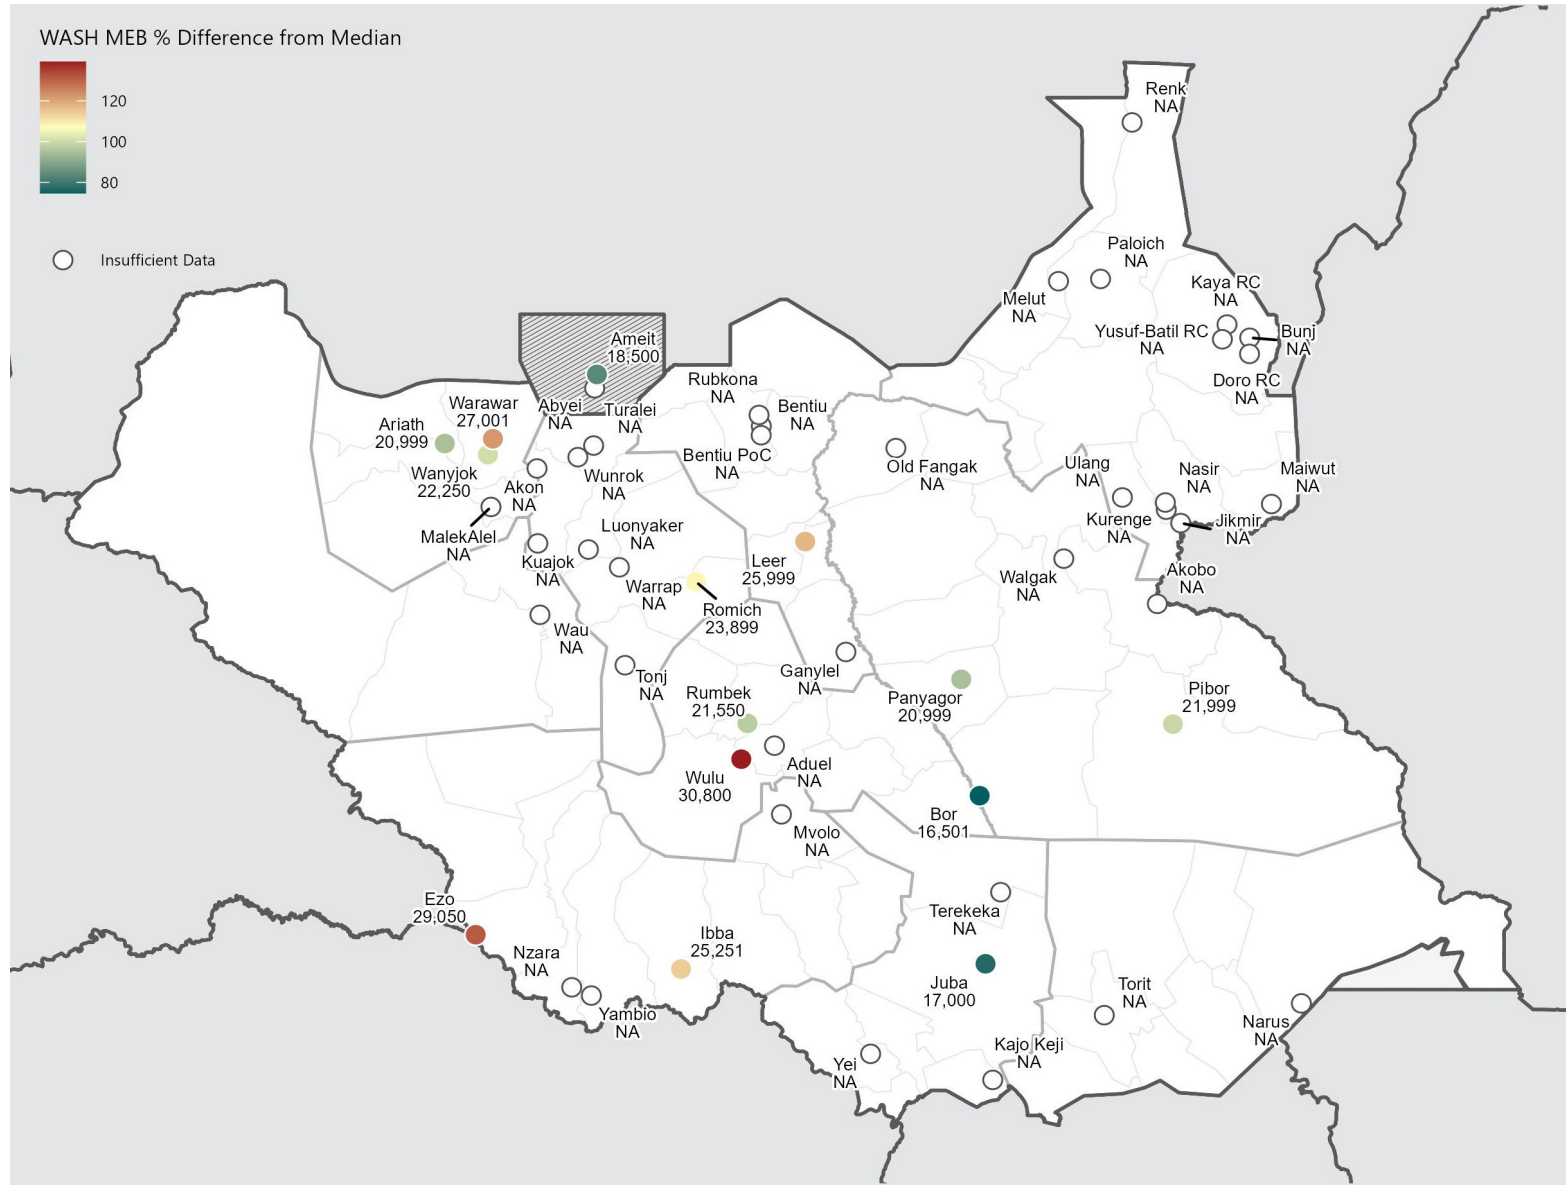 WASH MEB % Difference from Median
120
100
80
Insufficient Data
Renk
NA
Paloich
NA
Melut
NA
Kaya RC
NA
Yusuf-Batil RC
NA
Bunj
NA
Doro RC
NA
Ameit
18,500
Abyei
NA
Turalei
NA
Rubkona
NA
Bentiu
NA
Bentiu PoC
NA
Warawar
27,001
Ariath
20,999
Wanyjok
22,250
Akon
NA
Wunrok
NA
MalekAlel
NA
Kuajok
NA
Luonyaker
NA
Warrap
NA
Romich
23,899
Leer
25,999
Old Fangak
NA
Ulang
NA
Nasir
NA
Maiwut
NA
Kurenge
NA
Jikmir
NA
Walgak
NA
Akobo
NA
Wau
NA
Tonj
NA
Ganylel
NA
Rumbek
21,550
Panyagor
20,999
Pibor
21,999
Wulu
30,800
Aduel
NA
Mvolo
NA
Bor
16,501
Ezo
29,050
Ibba
25,251
Terekeka
NA
Nzara
NA
Yambio
NA
Juba
17,000
Torit
NA
Narus
NA
Yei
NA
Kajo Keji
NA